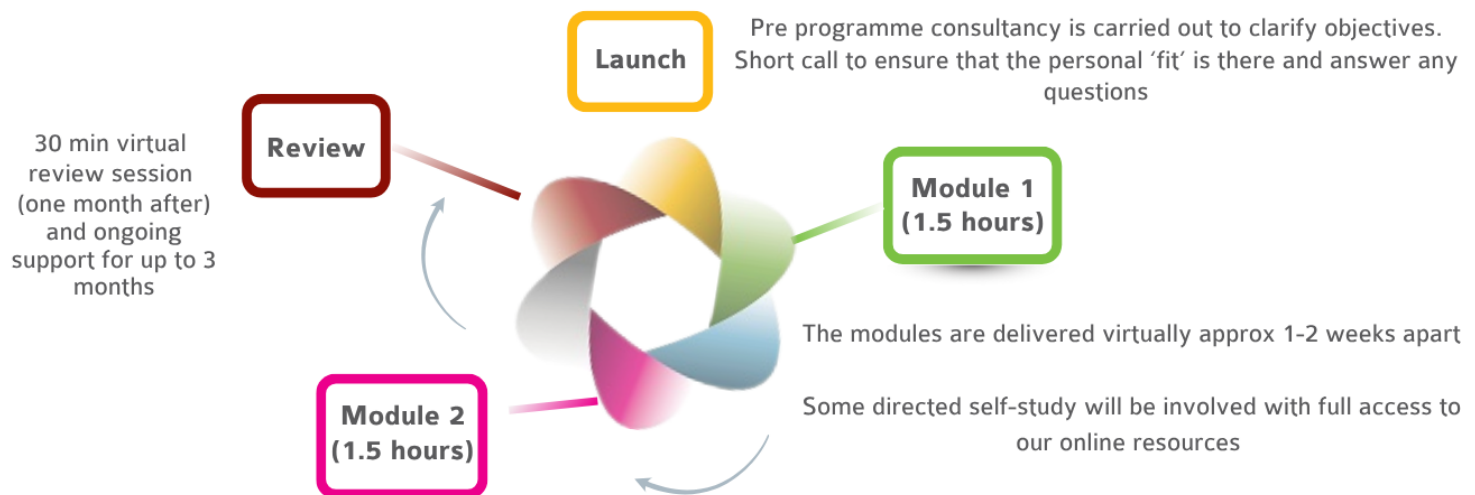 Launch
Pre programme consultancy is carried out to clarify objectives.
Short call to ensure that the personal ‘fit’ is there and answer any
questions
Module 1
(1.5 hours)
The modules are delivered virtually approx 1-2 weeks apart
Some directed self-study will be involved with full access to
our online resources
Module 2
(1.5 hours)
Review
30 min virtual
review session
(one month after)
and ongoing
support for up to 3
months